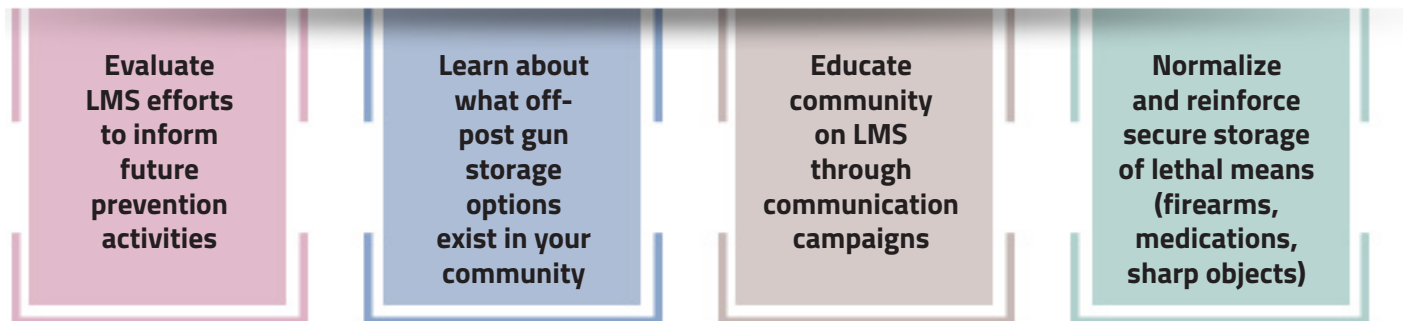 Evaluate
LMS efforts
to inform
future
prevention
activities
Learn about
what off-
post gun
storage
options
exist in your
community
Educate
community
on LMS
through
communication
campaigns
Normalize
and reinforce
secure storage
of lethal means
(firearms,
medications,
sharp objects)